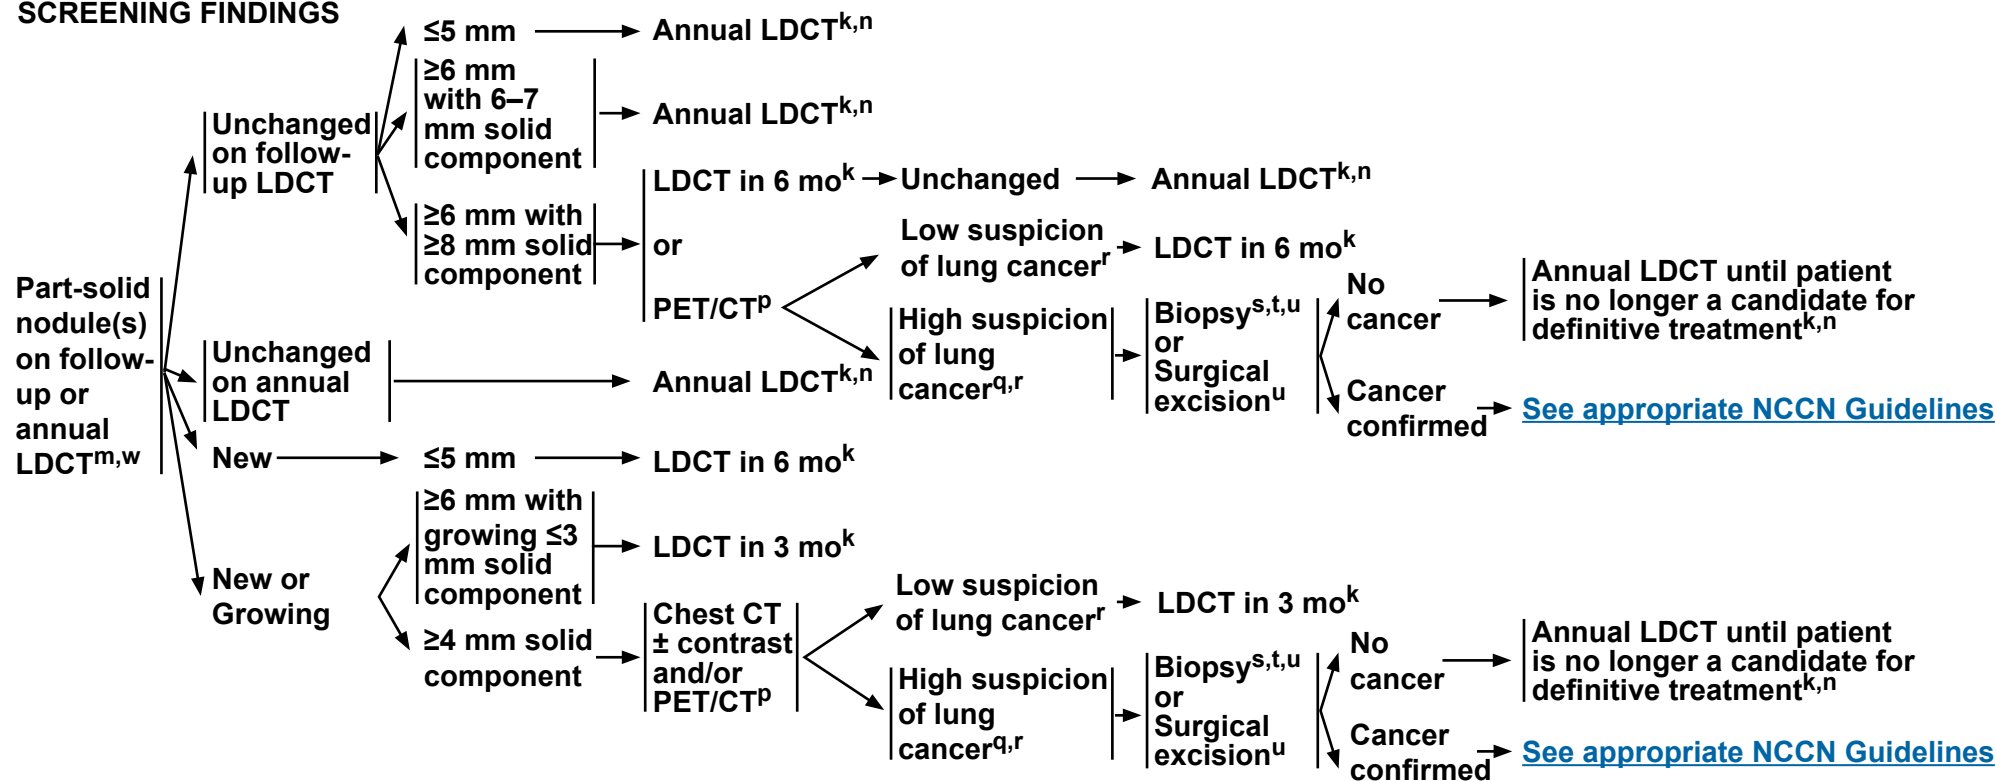 SCREENING FINDINGS
Part-solid
nodule(s)
on follow-
up or
annual
LDCTm,w
Unchanged
on follow-
up LDCT
≤5 mm
Annual LDCTk,n
≥6 mm
with 6–7
mm solid
component
Annual LDCTk,n
≥6 mm with
≥8 mm solid
component
LDCT in 6 mok
Unchanged
Annual LDCTk,n
or
PET/CTp
Low suspicion
of lung cancerr
LDCT in 6 mok
High suspicion
of lung
cancerq,r
Biopsys,t,u
or
Surgical
excisionu
No
cancer
Annual LDCT until patient
is no longer a candidate for
definitive treatmentk,n
Cancer
confirmed
See appropriate NCCN Guidelines
Unchanged
on annual
LDCT
Annual LDCTk,n
New
≤5 mm
LDCT in 6 mok
New or
Growing
≥6 mm with
growing ≤3
mm solid
component
LDCT in 3 mok
≥4 mm solid
component
Chest CT
± contrast
and/or
PET/CTp
Low suspicion
of lung cancerr
LDCT in 3 mok
High suspicion
of lung
cancerq,r
Biopsys,t,u
or
Surgical
excisionu
No
cancer
Annual LDCT until patient
is no longer a candidate for
definitive treatmentk,n
Cancer
confirmed
See appropriate NCCN Guidelines